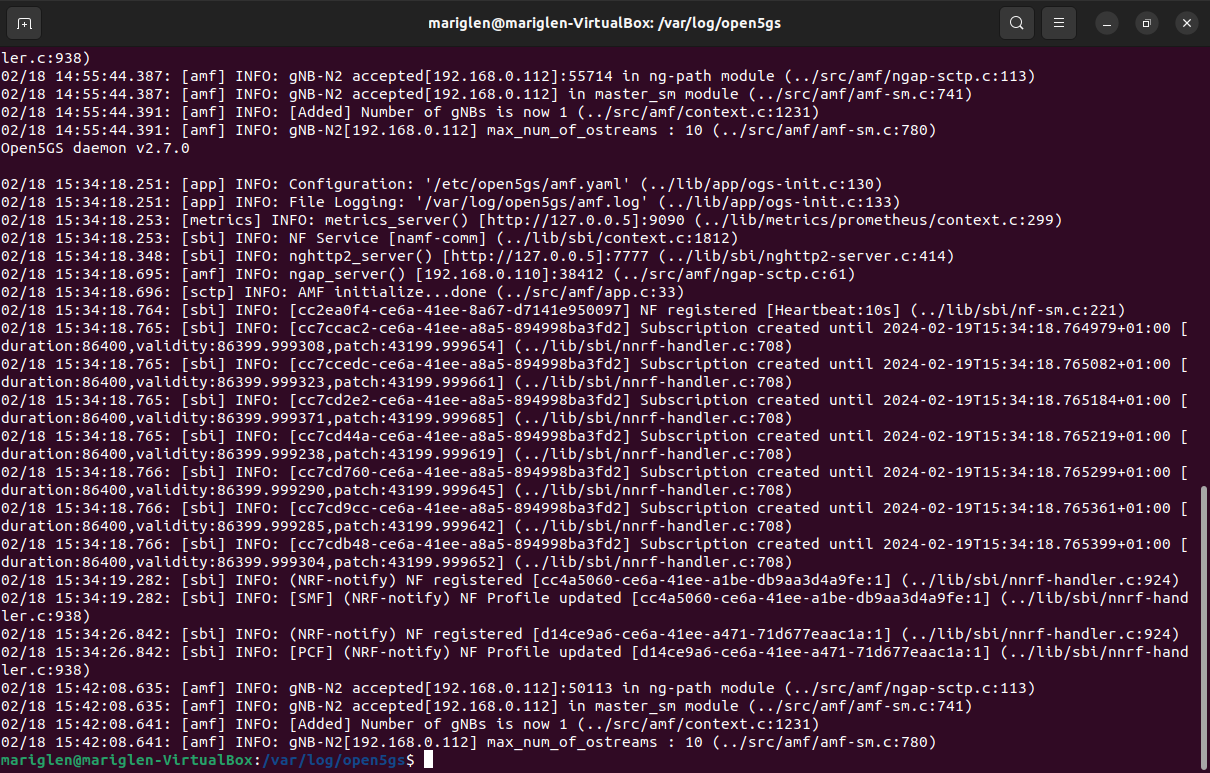 mariglen@mariglen-VirtualBox: /var/log/open5gs
ler.c:938)
02/18 14:55:44.387: [amf] INFO: gNB-N2 accepted[192.168.0.112]:55714 in ng-path module (../src/amf/ngap-sctp.c:113)
02/18 14:55:44.387: [amf] INFO: gNB-N2 accepted[192.168.0.112] in master_sm module (../src/amf/amf-sm.c:741)
02/18 14:55:44.391: [amf] INFO: [Added] Number of gNBs is now 1 (../src/amf/context.c:1231)
02/18 14:55:44.391: [amf] INFO: gNB-N2[192.168.0.112] max_num_of_ostreams : 10 (../src/amf/amf-sm.c:780)
Open5GS daemon v2.7.0
02/18 15:34:18.251: [app] INFO: Configuration: '/etc/open5gs/amf.yaml' (../lib/app/ogs-init.c:130)
02/18 15:34:18.251: [app] INFO: File Logging: '/var/log/open5gs/amf.log' (../lib/app/ogs-init.c:133)
02/18 15:34:18.253: [metrics] INFO: metrics_server() [http://127.0.0.5]:9090 (../lib/metrics/prometheus/context.c:299)
02/18 15:34:18.253: [sbi] INFO: NF Service [namf-comm] (../lib/sbi/context.c:1812)
02/18 15:34:18.348: [sbi] INFO: nghttp2_server() [http://127.0.0.5]:7777 (../lib/sbi/nghttp2-server.c:414)
02/18 15:34:18.695: [amf] INFO: ngap_server() [192.168.0.110]:38412 (../src/amf/ngap-sctp.c:61)
02/18 15:34:18.696: [sctp] INFO: AMF initialize...done (../src/amf/app.c:33)
02/18 15:34:18.764: [sbi] INFO: [cc2ea0f4-ce6a-41ee-8a67-d7141e950097] NF registered [Heartbeat:10s] (../lib/sbi/nf-sm.c:221)
02/18 15:34:18.765: [sbi] INFO: [cc7ccac2-ce6a-41ee-a8a5-894998ba3fd2] Subscription created until 2024-02-19T15:34:18.764979+01:00 [
duration:86400,validity:86399.999308,patch:43199.999654] (../lib/sbi/nnrf-handler.c:708)
02/18 15:34:18.765: [sbi] INFO: [cc7ccedc-ce6a-41ee-a8a5-894998ba3fd2] Subscription created until 2024-02-19T15:34:18.765082+01:00 [
duration:86400,validity:86399.999323,patch:43199.999661] (../lib/sbi/nnrf-handler.c:708)
02/18 15:34:18.765: [sbi] INFO: [cc7cd2e2-ce6a-41ee-a8a5-894998ba3fd2] Subscription created until 2024-02-19T15:34:18.765184+01:00 [
duration:86400,validity:86399.999371,patch:43199.999685] (../lib/sbi/nnrf-handler.c:708)
02/18 15:34:18.765: [sbi] INFO: [cc7cd44a-ce6a-41ee-a8a5-894998ba3fd2] Subscription created until 2024-02-19T15:34:18.765219+01:00 [
duration:86400,validity:86399.999238,patch:43199.999619] (../lib/sbi/nnrf-handler.c:708)
02/18 15:34:18.766: [sbi] INFO: [cc7cd760-ce6a-41ee-a8a5-894998ba3fd2] Subscription created until 2024-02-19T15:34:18.765299+01:00 [
duration:86400,validity:86399.999290,patch:43199.999645] (../lib/sbi/nnrf-handler.c:708)
02/18 15:34:18.766: [sbi] INFO: [cc7cd9cc-ce6a-41ee-a8a5-894998ba3fd2] Subscription created until 2024-02-19T15:34:18.765361+01:00 [
duration:86400,validity:86399.999285,patch:43199.999642] (../lib/sbi/nnrf-handler.c:708)
02/18 15:34:18.766: [sbi] INFO: [cc7cdb48-ce6a-41ee-a8a5-894998ba3fd2] Subscription created until 2024-02-19T15:34:18.765399+01:00 [
duration:86400,validity:86399.999304,patch:43199.999652] (../lib/sbi/nnrf-handler.c:708)
02/18 15:34:19.282: [sbi] INFO: (NRF-notify) NF registered [cc4a5060-ce6a-41ee-a1be-db9aa3d4a9fe:1] (../lib/sbi/nnrf-handler.c:924)
02/18 15:34:19.282: [sbi] INFO: [SMF] (NRF-notify) NF Profile updated [cc4a5060-ce6a-41ee-a1be-db9aa3d4a9fe:1] (../lib/sbi/nnrf-hand
ler.c:938)
02/18 15:34:26.842: [sbi] INFO: (NRF-notify) NF registered [d14ce9a6-ce6a-41ee-a471-71d677eaac1a:1] (../lib/sbi/nnrf-handler.c:924)
02/18 15:34:26.842: [sbi] INFO: [PCF] (NRF-notify) NF Profile updated [d14ce9a6-ce6a-41ee-a471-71d677eaac1a:1] (../lib/sbi/nnrf-hand
ler.c:938)
02/18 15:42:08.635: [amf] INFO: gNB-N2 accepted[192.168.0.112]:50113 in ng-path module (../src/amf/ngap-sctp.c:113)
02/18 15:42:08.635: [amf] INFO: gNB-N2 accepted[192.168.0.112] in master_sm module (../src/amf/amf-sm.c:741)
02/18 15:42:08.641: [amf] INFO: [Added] Number of gNBs is now 1 (../src/amf/context.c:1231)
02/18 15:42:08.641: [amf] INFO: gNB-N2[192.168.0.112] max_num_of_ostreams : 10 (../src/amf/amf-sm.c:780)
mariglen@mariglen-VirtualBox:/var/log/open5gs$